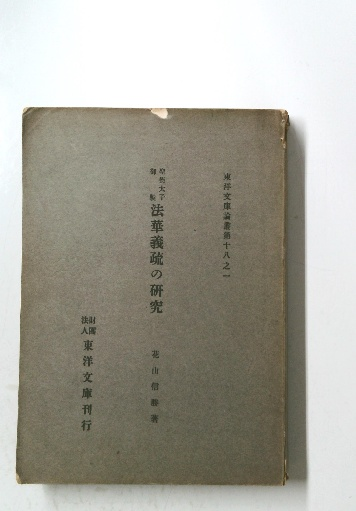 東洋文庫論叢第十八之一
聖徳太子
御製
法華義疏の研究
花山信勝著
財団
法人
東洋文庫刊行